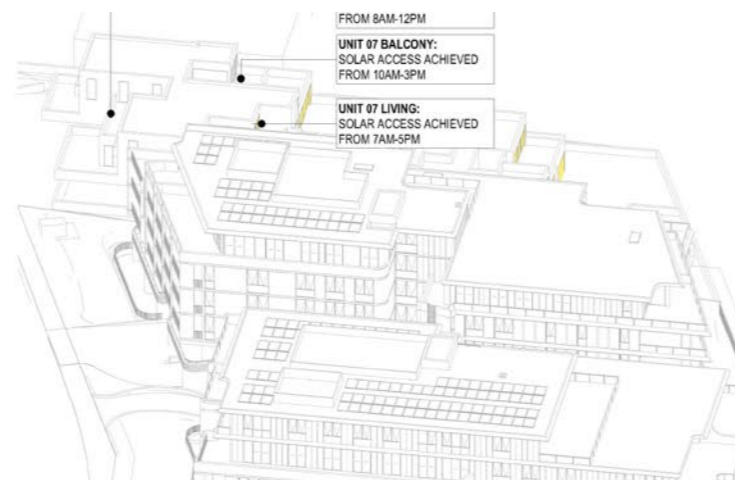 FROM 8AM-12PM
UNIT 07 BALCONY:
SOLAR ACCESS ACHIEVED
FROM 10AM-3PM
UNIT 07 LIVING:
SOLAR ACCESS ACHIEVED
FROM 7AM-5PM